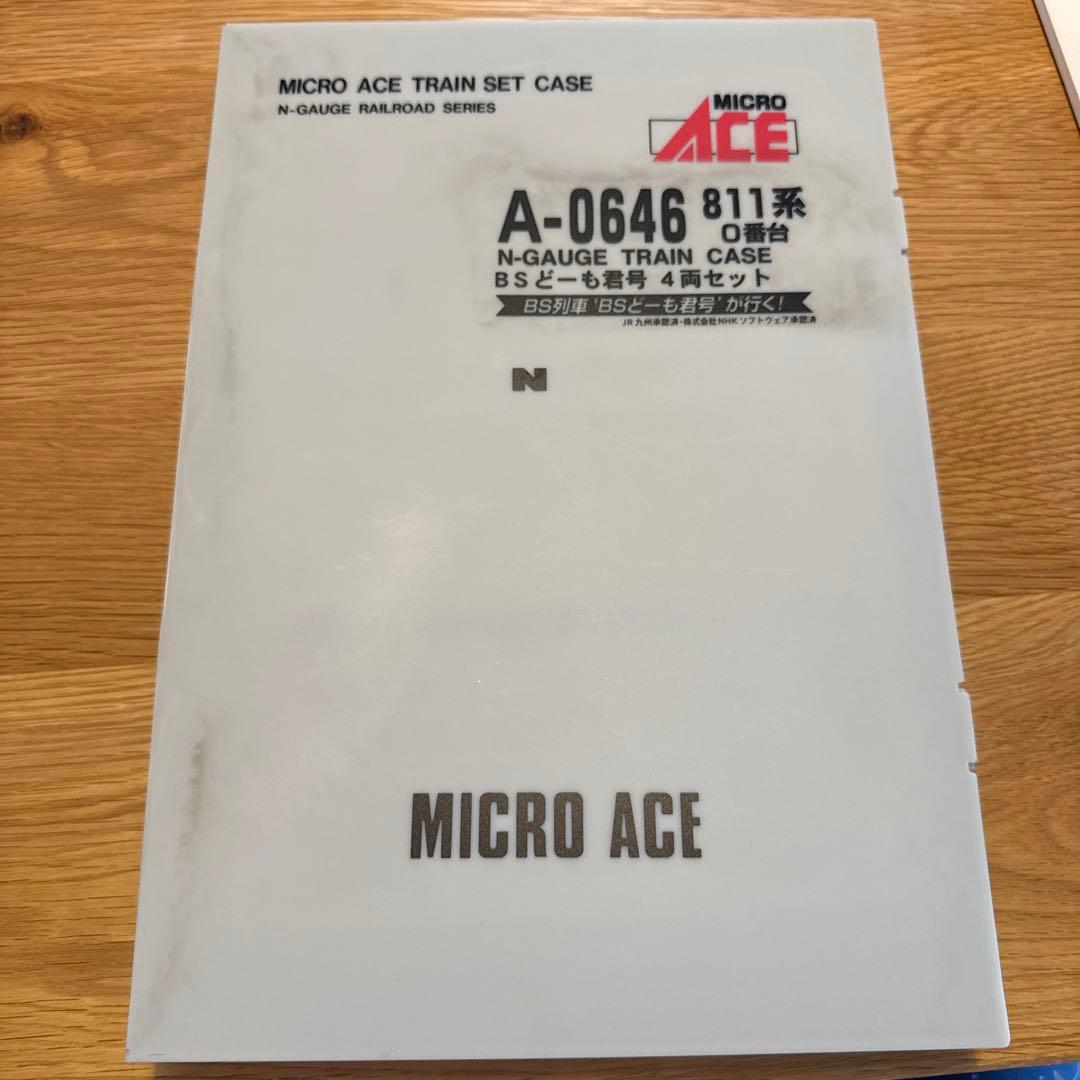 MICRO ACE TRAIN SET CASE
N-GAUGE RAILROAD SERIES
MICRO
ACE
A-0646 811系
0番台
N-GAUGE TRAIN CASE
BSどーも君号 4両セット
BS列車‘BSどーも君号’が行く!
JR九州承認済・株式会社NHKソフトウェア承認済
N
MICRO ACE